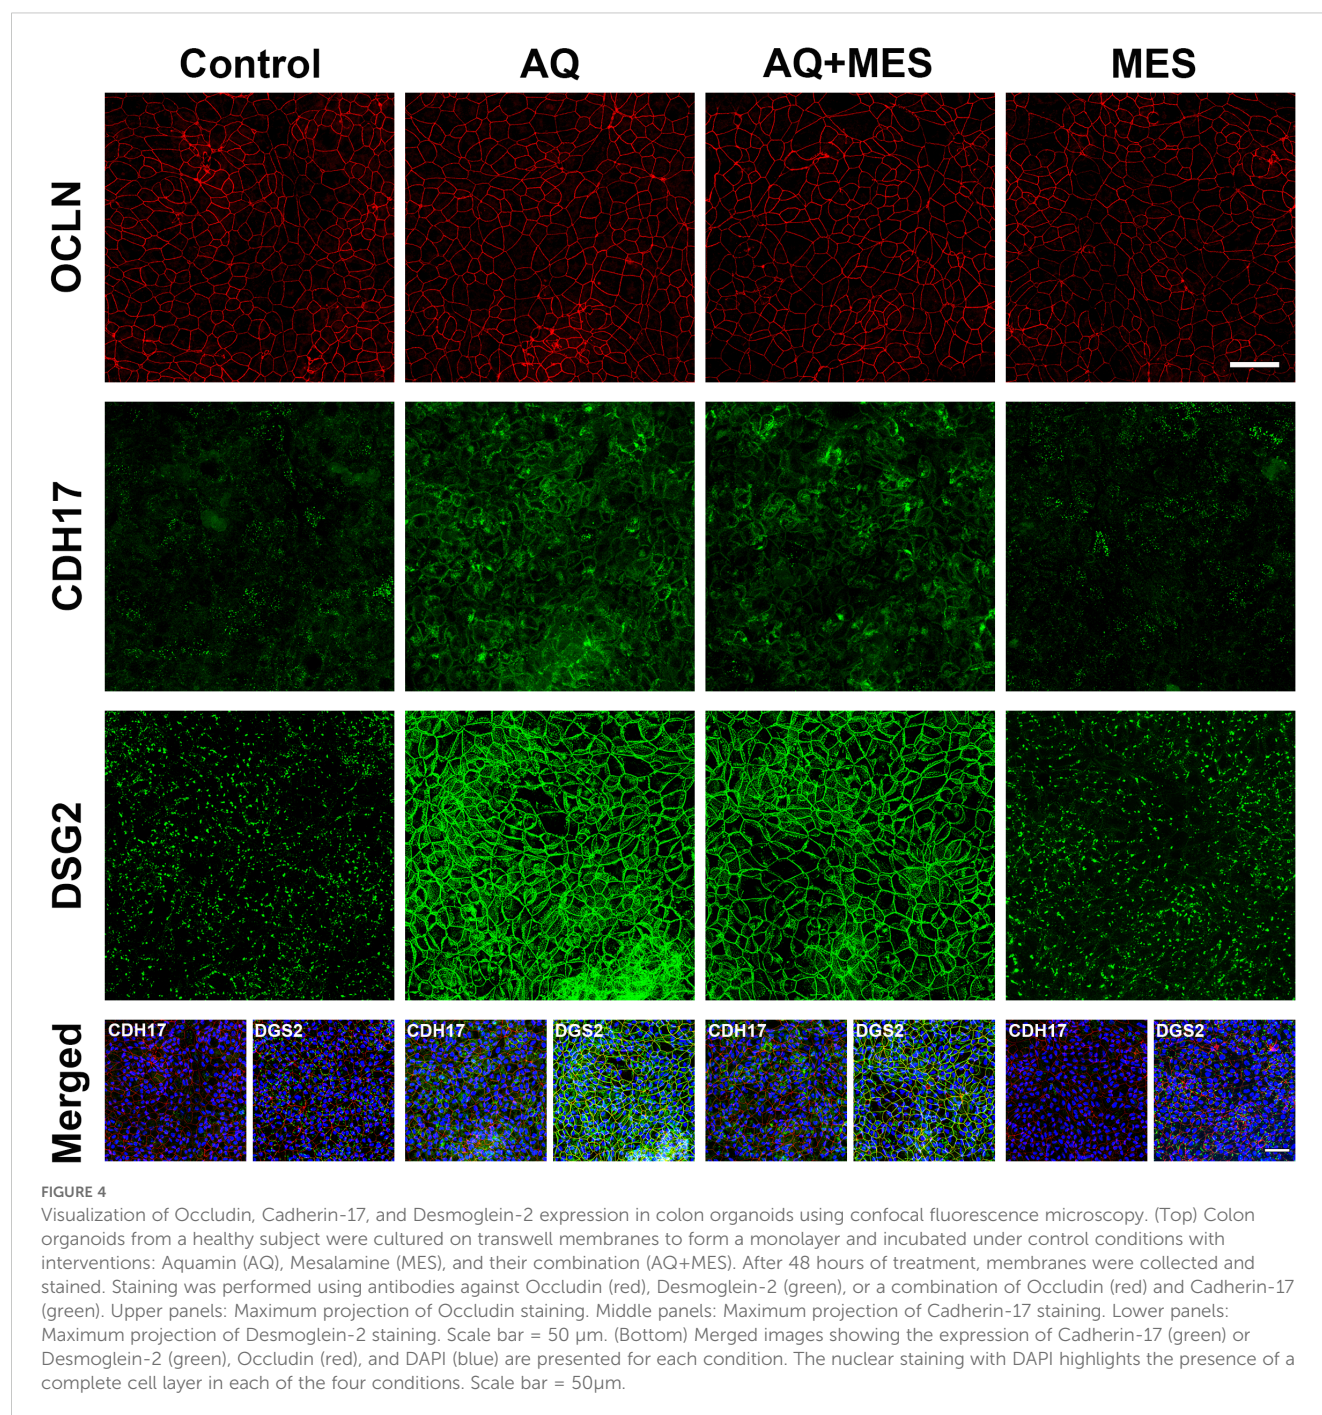 Control AQ AQ+MES MES
OCLN
CDH17
DSG2
Merged
CDH17 DGS2 CDH17 DGS2 CDH17 DGS2 CDH17 DGS2
FIGURE 4
Visualization of Occludin, Cadherin-17, and Desmoglein-2 expression in colon organoids using confocal fluorescence microscopy. (Top) Colon
organoids from a healthy subject were cultured on transwell membranes to form a monolayer and incubated under control conditions with
interventions: Aquamin (AQ), Mesalamine (MES), and their combination (AQ+MES). After 48 hours of treatment, membranes were collected and
stained. Staining was performed using antibodies against Occludin (red), Desmoglein-2 (green), or a combination of Occludin (red) and Cadherin-17
(green). Upper panels: Maximum projection of Occludin staining. Middle panels: Maximum projection of Cadherin-17 staining. Lower panels:
Maximum projection of Desmoglein-2 staining. Scale bar = 50 µm. (Bottom) Merged images showing the expression of Cadherin-17 (green) or
Desmoglein-2 (green), Occludin (red), and DAPI (blue) are presented for each condition. The nuclear staining with DAPI highlights the presence of a
complete cell layer in each of the four conditions. Scale bar = 50µm.